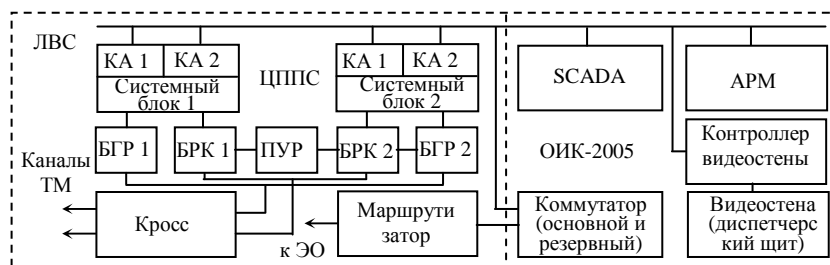 ЛВС
КА 1
КА 2
ЦППС
КА 1
КА 2
SCADA
АРМ
Системный
блок 1
Системный
блок 2
БГР 1
БРК 1
ПУР
БРК 2
БГР 2
ОИК-2005
Контроллер
видеостены
Каналы
ТМ
Кросс
к ЭО
Маршрути
затор
Коммутатор
(основной и
резервный)
Видеостена
(диспетчер
ский щит)